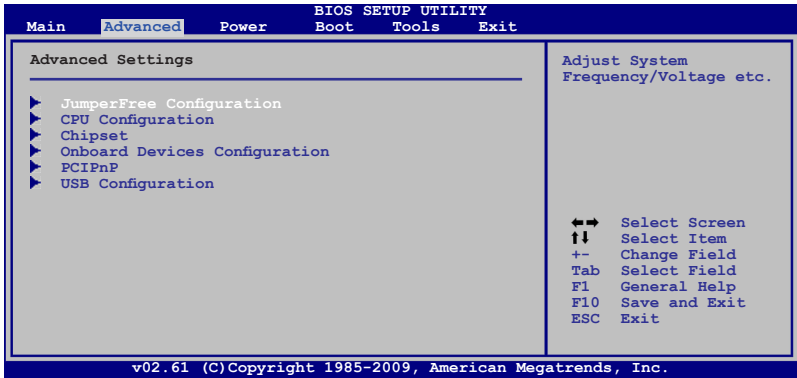 BIOS SETUP UTILITY
Main Advanced Power Boot Tools Exit
Advanced Settings
JumperFree Configuration
CPU Configuration
Chipset
Onboard Devices Configuration
PCIPnP
USB Configuration
Adjust System
Frequency/Voltage etc.
←→ Select Screen
↑↓ Select Item
+- Change Field
Tab Select Field
F1 General Help
F10 Save and Exit
ESC Exit
v02.61 (C)Copyright 1985-2009, American Megatrends, Inc.